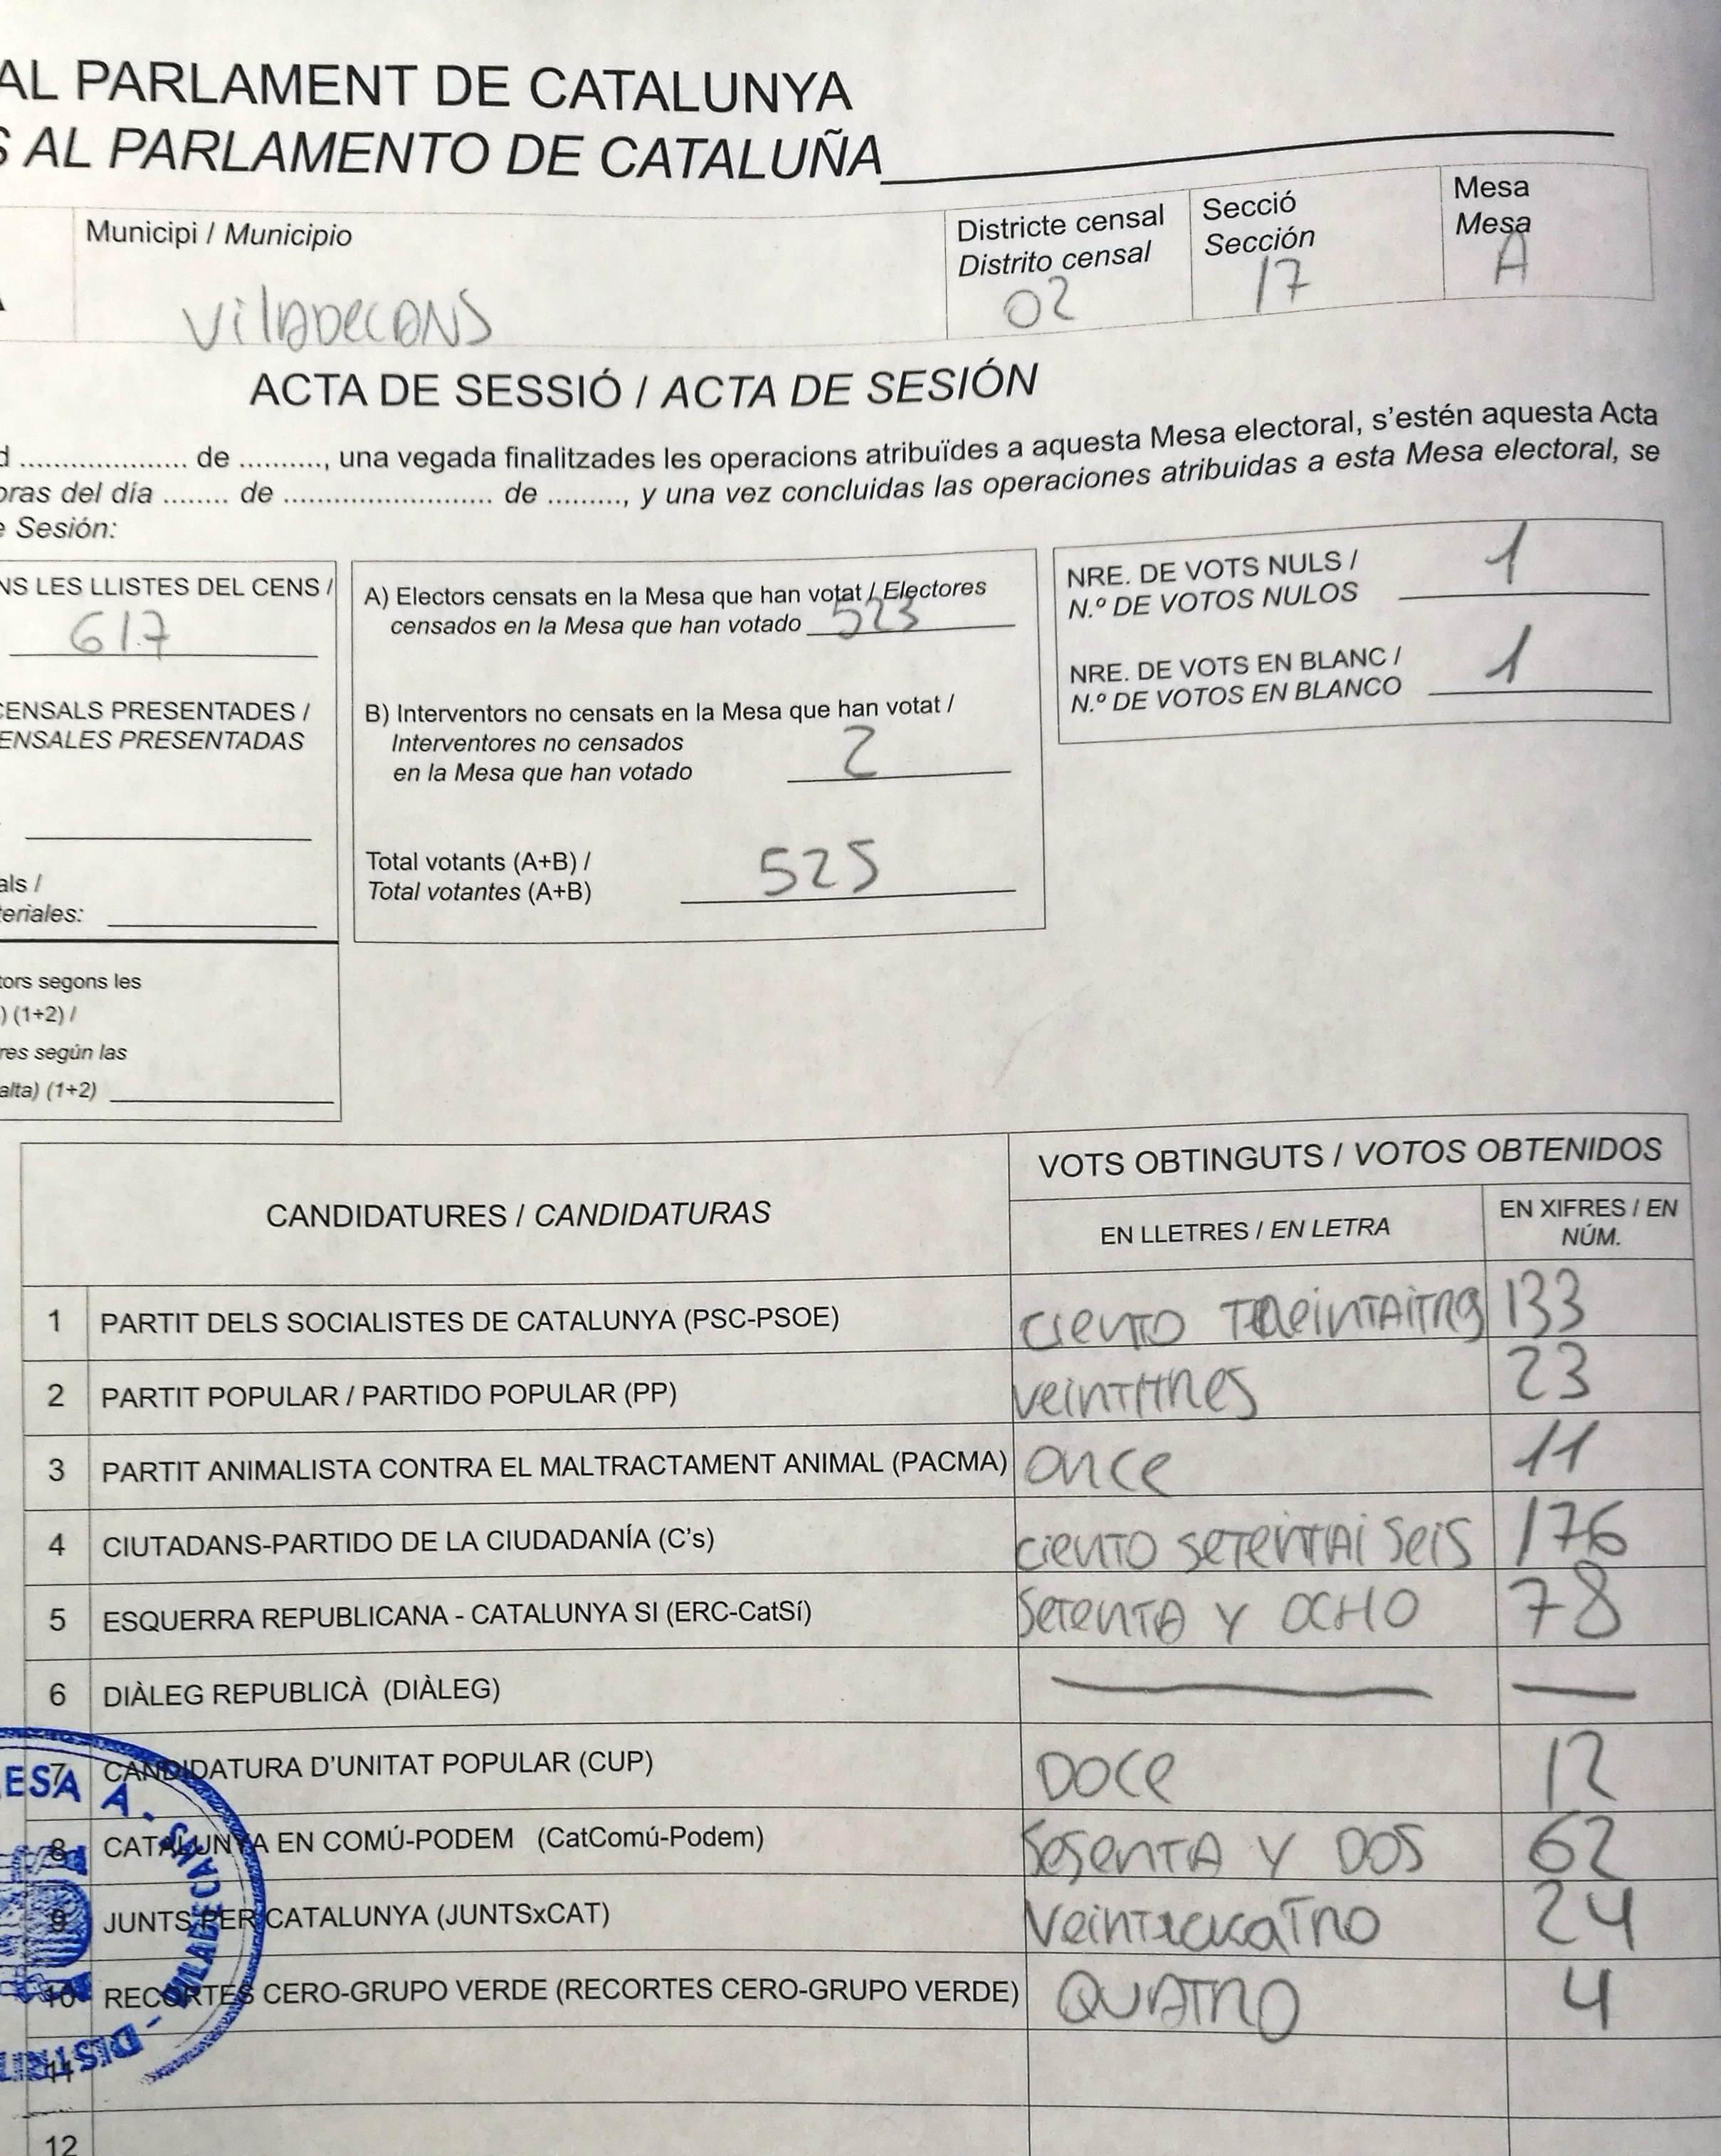 AL PARLAMENT DE CATALUNYA
S AL PARLAMENTO DE CATALUÑA
Municipi / Municipio
Viladecans
Districte censal
Distrito censal
02
Secció
Sección
17
Mesa
Mesa
A
ACTA DE SESSIÓ / ACTA DE SESIÓN
d .................... de .........., una vegada finalitzades les operacions atribuïdes a aquesta Mesa electoral, s'estén aquesta Acta
oras del día ........ de ....................... de ........., y una vez concluidas las operaciones atribuidas a esta Mesa electoral, se
e Sesión:
NS LES LLISTES DEL CENS /
617
CENSALS PRESENTADES /
ENSALES PRESENTADAS
als /
teriales:
tors segons les
) (1+2) /
res según las
alta) (1+2)
A) Electors censats en la Mesa que han votat / Electores
censados en la Mesa que han votado 523
B) Interventors no censats en la Mesa que han votat /
Interventores no censados
en la Mesa que han votado 2
Total votants (A+B) /
Total votantes (A+B) 525
NRE. DE VOTS NULS /
N.º DE VOTOS NULOS 1
NRE. DE VOTS EN BLANC /
N.º DE VOTOS EN BLANCO 1
CANDIDATURES / CANDIDATURAS
VOTS OBTINGUTS / VOTOS OBTENIDOS
EN LLETRES / EN LETRA
EN XIFRES / EN
NÚM.
1 PARTIT DELS SOCIALISTES DE CATALUNYA (PSC-PSOE) ciento 133
2 PARTIT POPULAR / PARTIDO POPULAR (PP) veintitres 23
3 PARTIT ANIMALISTA CONTRA EL MALTRACTAMENT ANIMAL (PACMA) once 11
4 CIUTADANS-PARTIDO DE LA CIUDADANÍA (C's) ciento setentai seis 176
5 ESQUERRA REPUBLICANA - CATALUNYA SI (ERC-CatSí) Setenta y OCHO 78
6 DIÀLEG REPUBLICÀ (DIÀLEG) — —
7 CANDIDATURA D'UNITAT POPULAR (CUP) Doce 12
8 CATALUNYA EN COMÚ-PODEM (CatComú-Podem) Sesenta y DOS 62
9 JUNTS PER CATALUNYA (JUNTSxCAT) 24
10 RECORTES CERO-GRUPO VERDE (RECORTES CERO-GRUPO VERDE) QUATRO 4
11
12
ESA A. VILADECANS - DISTRIT